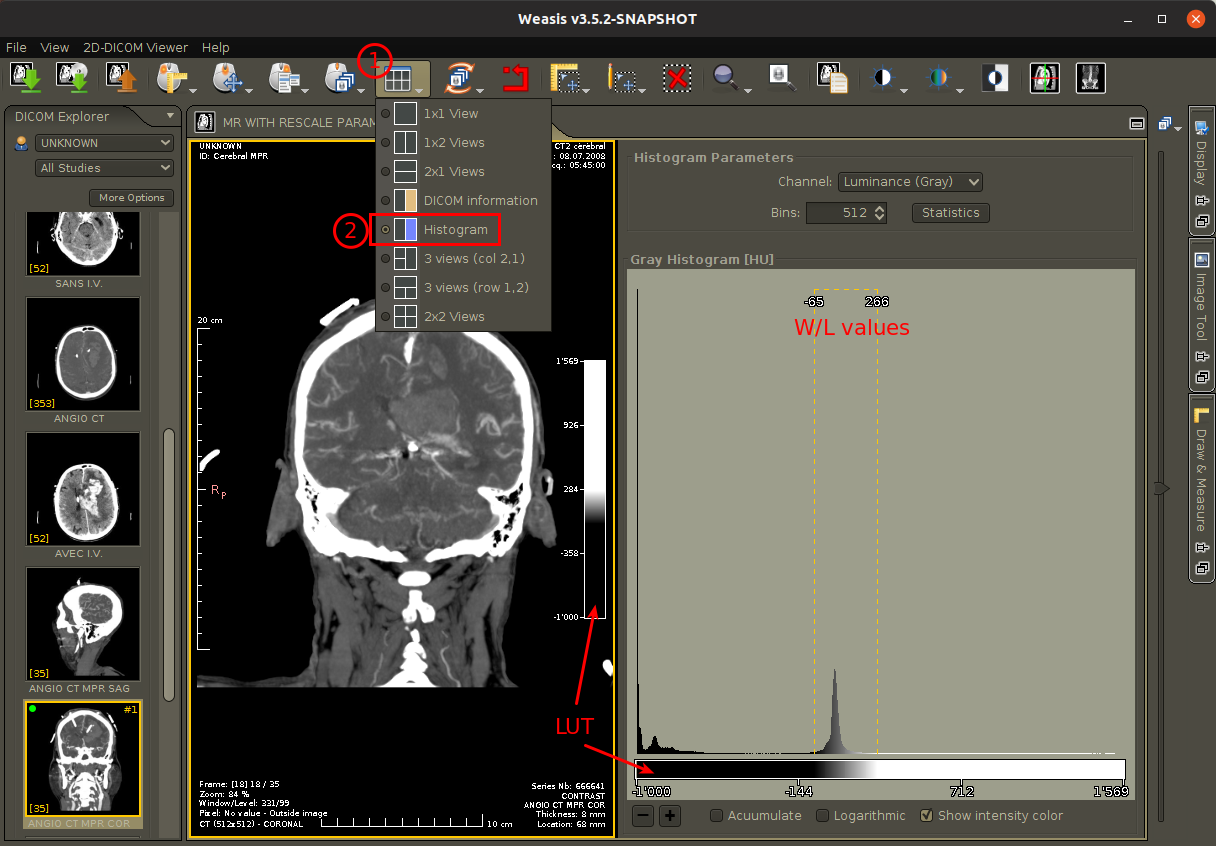 Weasis v3.5.2-SNAPSHOT
File View 2D-DICOM Viewer Help
1
DICOM Explorer
UNKNOWN
All Studies
More Options
[52]
SANS I.V.
[353]
ANGIO CT
[52]
AVEC I.V.
[35]
ANGIO CT MPR SAG
#1
[35]
ANGIO CT MPR COR
MR WITH RESCALE PARAM
1x1 View
1x2 Views
2x1 Views
DICOM information
2
Histogram
3 views (col 2,1)
3 views (row 1,2)
2x2 Views
UNKNOWN
ID: Cerebral MPR
CT2 cérébral
: 08.07.2008
cq.: 05:45:00
20 cm
R P
1'569
926
284
-358
-1'000
LUT
Frame: [18] 18 / 35
Zoom: 84 %
Window/Level: 331/99
Pixel: No value - Outside image
CT (512x512) - CORONAL
10 cm
Series Nb: 666641
CONTRAST
ANGIO CT MPR COR
Thickness: 8 mm
Location: 68 mm
Histogram Parameters
Channel: Luminance (Gray)
Bins: 512 Statistics
Gray Histogram [HU]
-65 266
W/L values
-1'000 -144 712 1'569
Acuumulate Logarithmic Show intensity color
Display
Image Tool
Draw & Measure